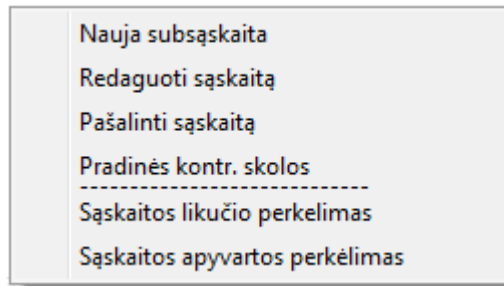 Nauja subsąskaita
Redaguoti sąskaitą
Pašalinti sąskaitą
Pradinės kontr. skolos
-----------------------------
Sąskaitos likučio perkelimas
Sąskaitos apyvartos perkėlimas